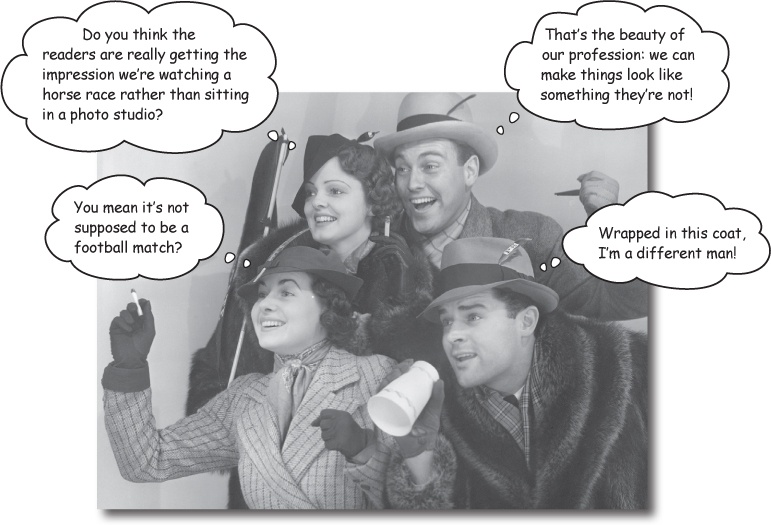 Do you think the
readers are really getting the
impression we're watching a
horse race rather than sitting
in a photo studio?
That's the beauty of
our profession: we can
make things look like
something they're not!
You mean it's not
supposed to be a
football match?
Wrapped in this coat,
I'm a different man!